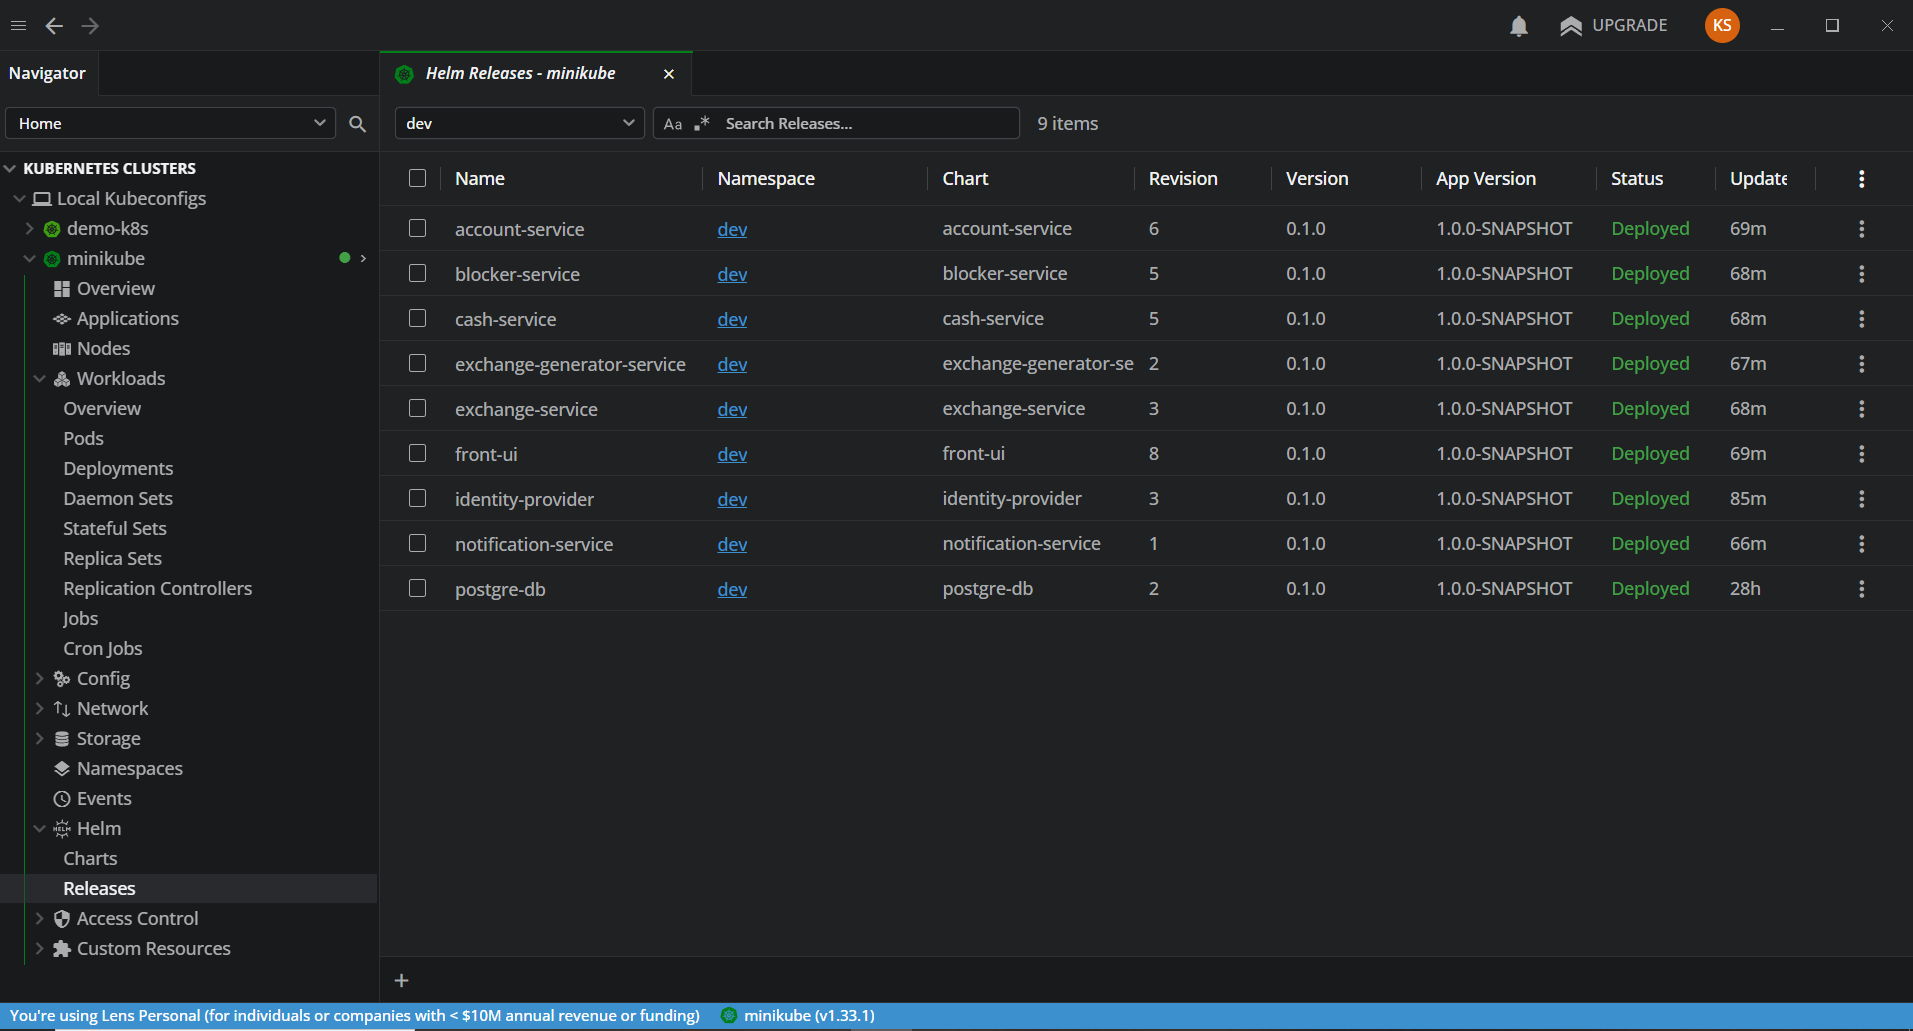 UPGRADE
KS
Navigator
Helm Releases - minikube
Home
dev
Aa
.*
Search Releases...
9 items
KUBERNETES CLUSTERS
Local Kubeconfigs
demo-k8s
minikube
Overview
Applications
Nodes
Workloads
Overview
Pods
Deployments
Daemon Sets
Stateful Sets
Replica Sets
Replication Controllers
Jobs
Cron Jobs
Config
Network
Storage
Namespaces
Events
HELM Helm
Charts
Releases
Access Control
Custom Resources
Name Namespace Chart Revision Version App Version Status Update
account-service dev account-service 6 0.1.0 1.0.0-SNAPSHOT Deployed 69m
blocker-service dev blocker-service 5 0.1.0 1.0.0-SNAPSHOT Deployed 68m
cash-service dev cash-service 5 0.1.0 1.0.0-SNAPSHOT Deployed 68m
exchange-generator-service dev exchange-generator-se 2 0.1.0 1.0.0-SNAPSHOT Deployed 67m
exchange-service dev exchange-service 3 0.1.0 1.0.0-SNAPSHOT Deployed 68m
front-ui dev front-ui 8 0.1.0 1.0.0-SNAPSHOT Deployed 69m
identity-provider dev identity-provider 3 0.1.0 1.0.0-SNAPSHOT Deployed 85m
notification-service dev notification-service 1 0.1.0 1.0.0-SNAPSHOT Deployed 66m
postgre-db dev postgre-db 2 0.1.0 1.0.0-SNAPSHOT Deployed 28h
You're using Lens Personal (for individuals or companies with < $10M annual revenue or funding)
minikube (v1.33.1)